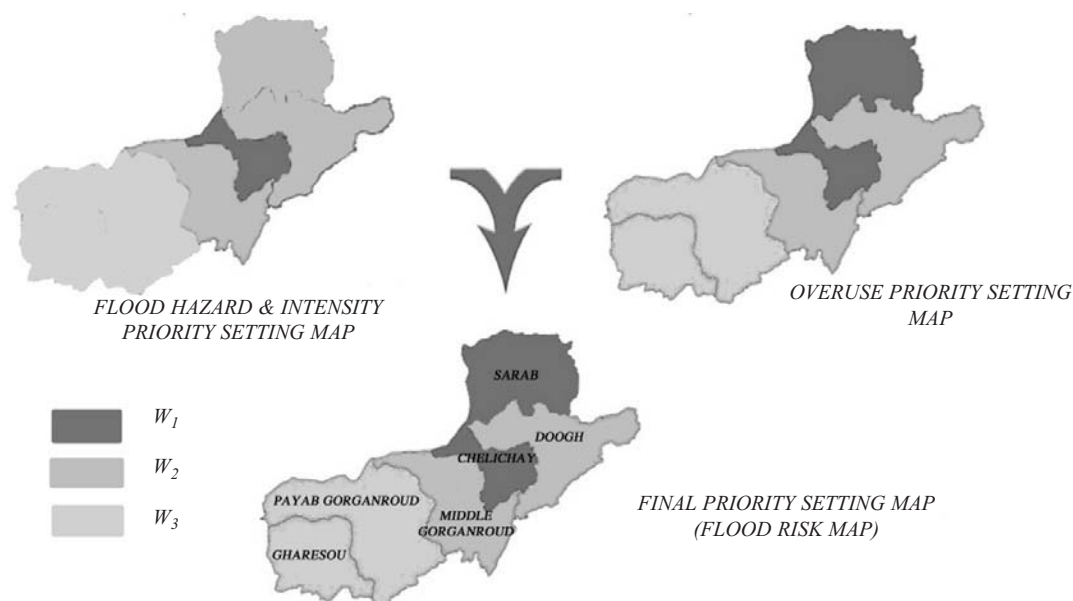 FLOOD HAZARD & INTENSITY
PRIORITY SETTING MAP
OVERUSE PRIORITY SETTING
MAP
W1
W2
W3
SARAB
DOOGH
CHELICHAY
PAYAB GORGANROUD
MIDDLE
GORGANROUD
GHARESOU
FINAL PRIORITY SETTING MAP
(FLOOD RISK MAP)